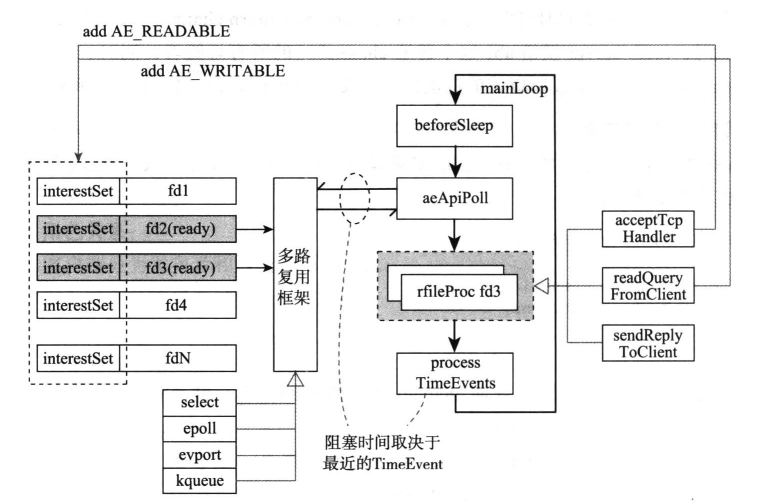 add AE_READABLE
add AE_WRITABLE
mainLoop
beforeSleep
interestSet fd1
interestSet fd2(ready)
interestSet fd3(ready)
interestSet fd4
interestSet fdN
多路
复用
框架
aeApiPoll
rfileProc fd3
process
TimeEvents
acceptTcp
Handler
readQuery
FromClient
sendReply
ToClient
select
epoll
evport
kqueue
阻塞时间取决于
最近的TimeEvent